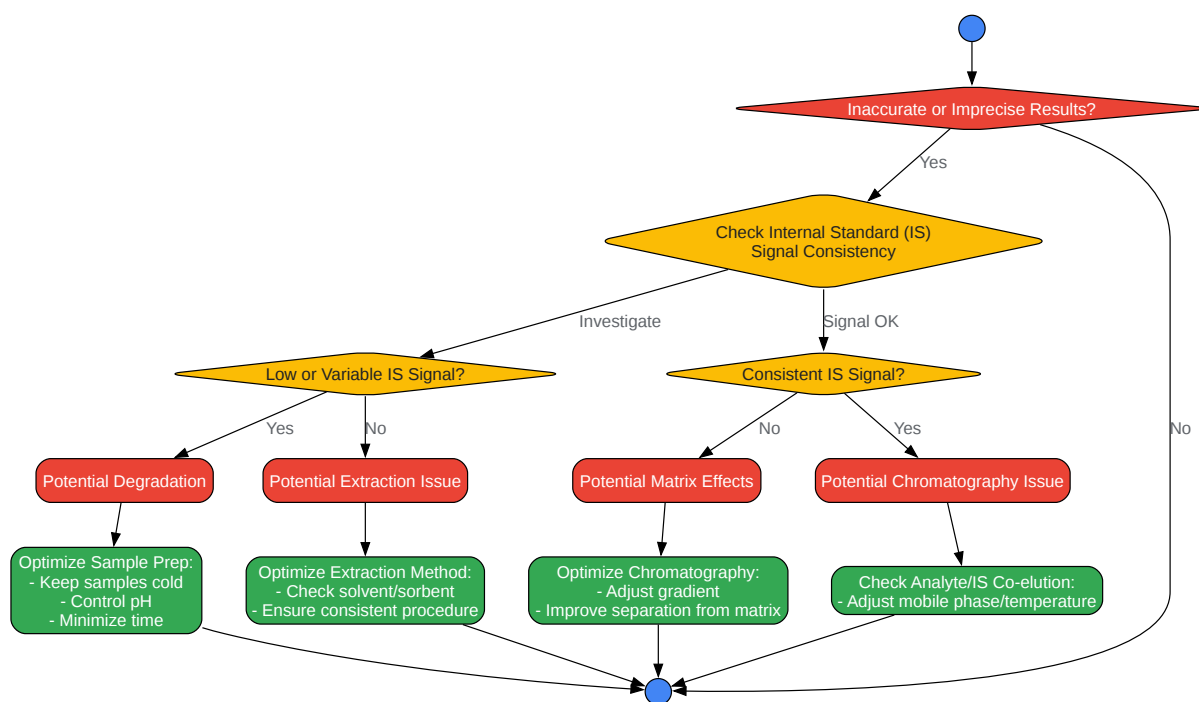 Inaccurate or Imprecise Results?
Yes
Check Internal Standard (IS)
Signal Consistency
Investigate
Signal OK
Low or Variable IS Signal?
Consistent IS Signal?
Yes
No
No
Yes
No
Potential Degradation
Potential Extraction Issue
Potential Matrix Effects
Potential Chromatography Issue
Optimize Sample Prep:
- Keep samples cold
- Control pH
- Minimize time
Optimize Extraction Method:
- Check solvent/sorbent
- Ensure consistent procedure
Optimize Chromatography:
- Adjust gradient
- Improve separation from matrix
Check Analyte/IS Co-elution:
- Adjust mobile phase/temperature